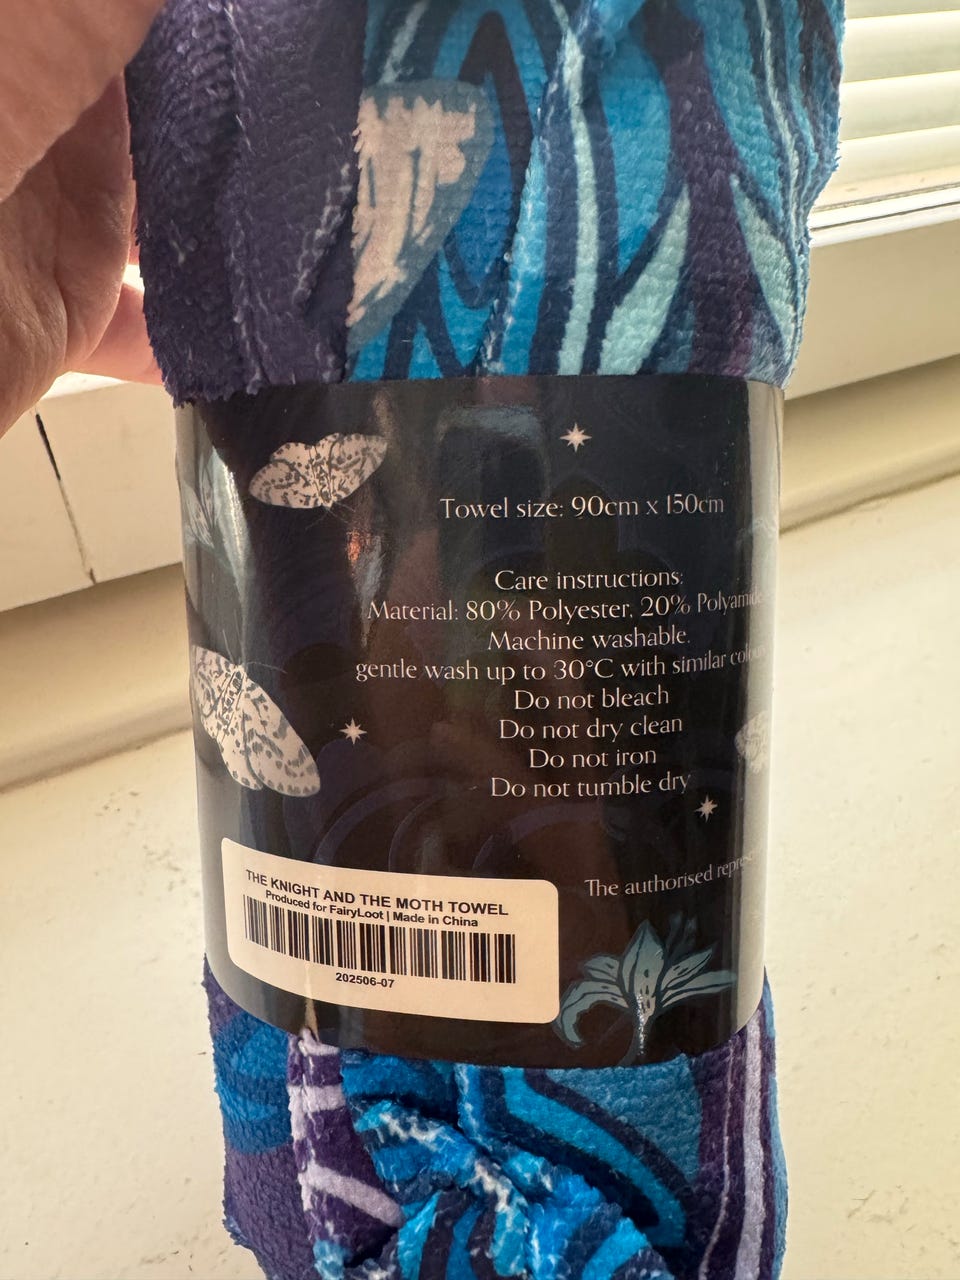 Towel size: 90cm x 150cm
Care instructions:
Material: 80% Polyester, 20% Polyamide
Machine washable.
gentle wash up to 30°C with similar
Do not bleach
Do not dry clean
Do not iron
Do not tumble dry
The authorised
THE KNIGHT AND THE MOTH TOWEL
Produced for FairyLoot | Made in China
202506-07